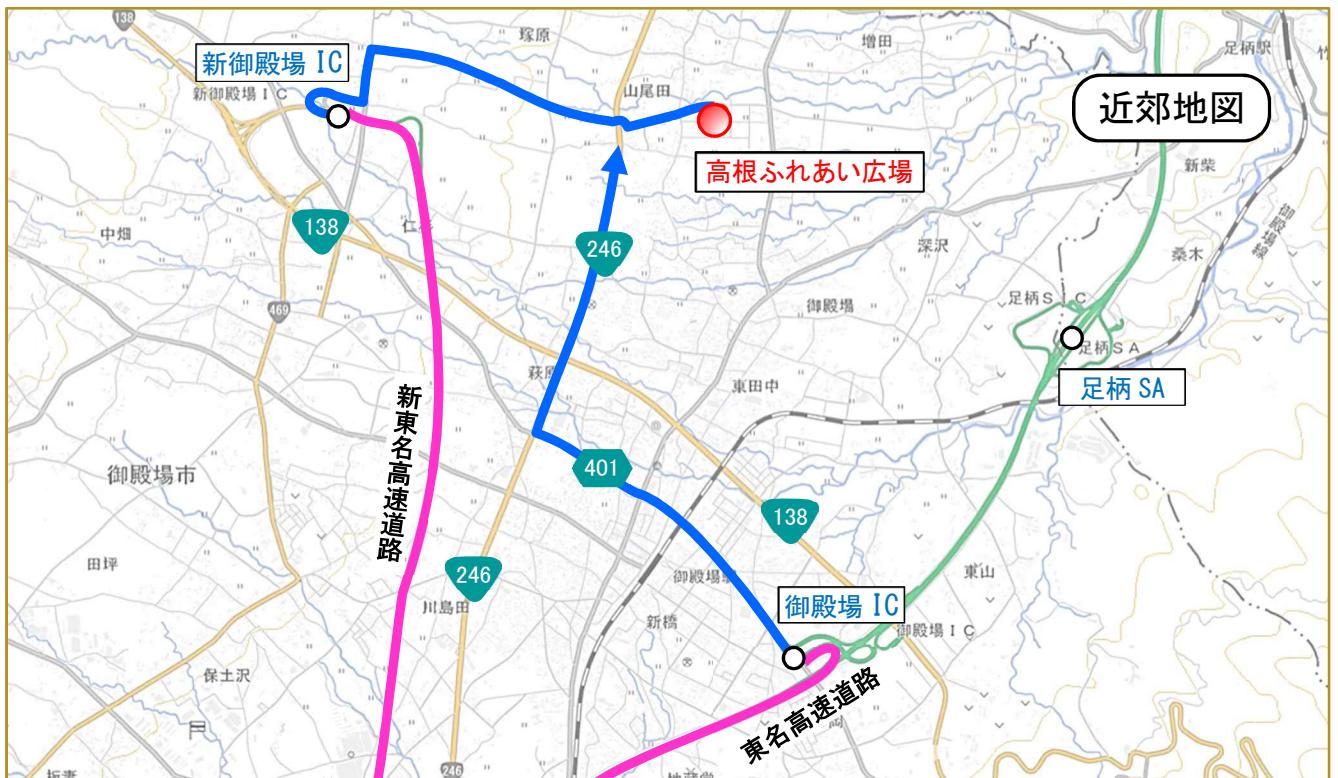 138
塚原
増田
足柄駅
竹
新御殿場 IC
新御殿場ＩＣ
山尾田
近郊地図
高根ふれあい広場
新柴
138
仁
中畑
246
深沢
御殿場線
桑木
469
御殿場
足柄ＳＩＣ
足柄ＳＡ
足柄 SA
萩原
東田中
新東名高速道路
御殿場市
401
138
田坪
246
川島田
御殿場
東山
御殿場 IC
新橋
御殿場ＩＣ
保土沢
東名高速道路
246